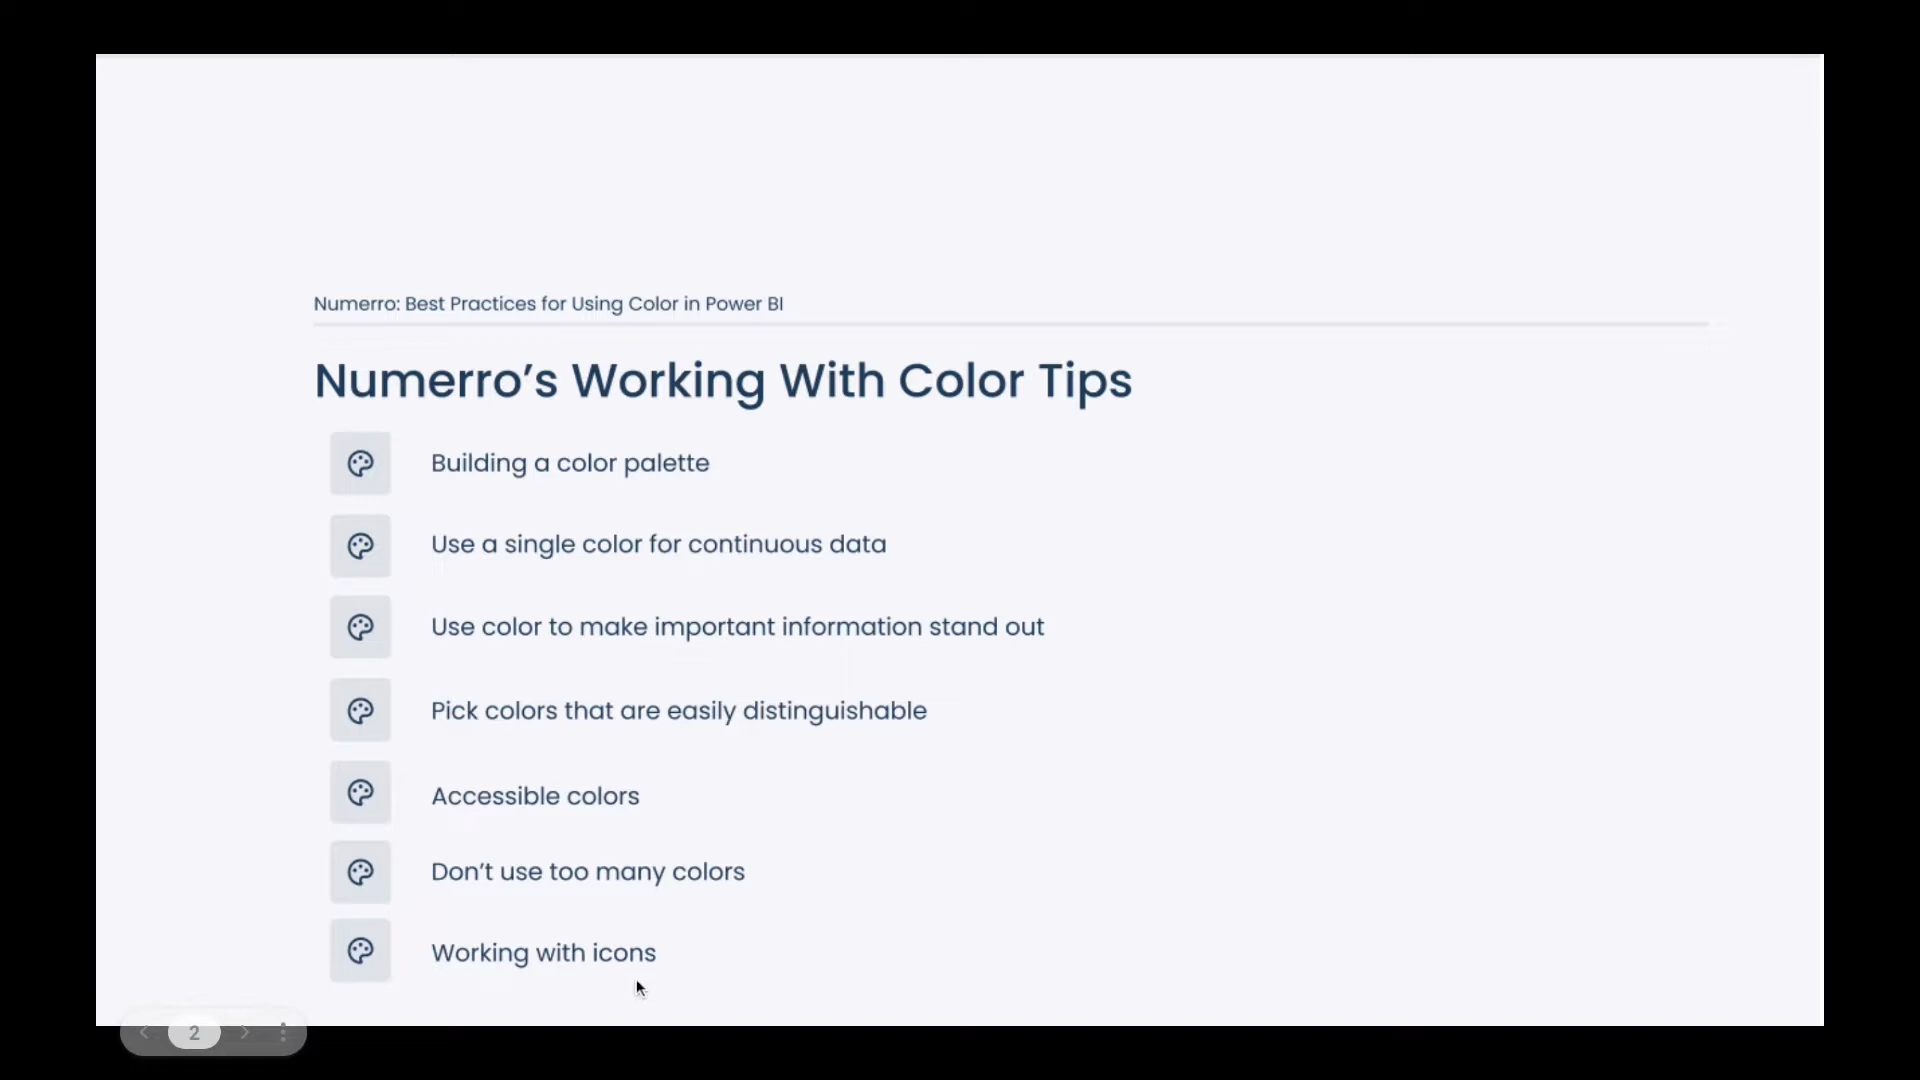 Numerro: Best Practices for Using Color in Power BI
Numerro’s Working With Color Tips
Building a color palette
Use a single color for continuous data
Use color to make important information stand out
Pick colors that are easily distinguishable
Accessible colors
Don’t use too many colors
Working with icons
2